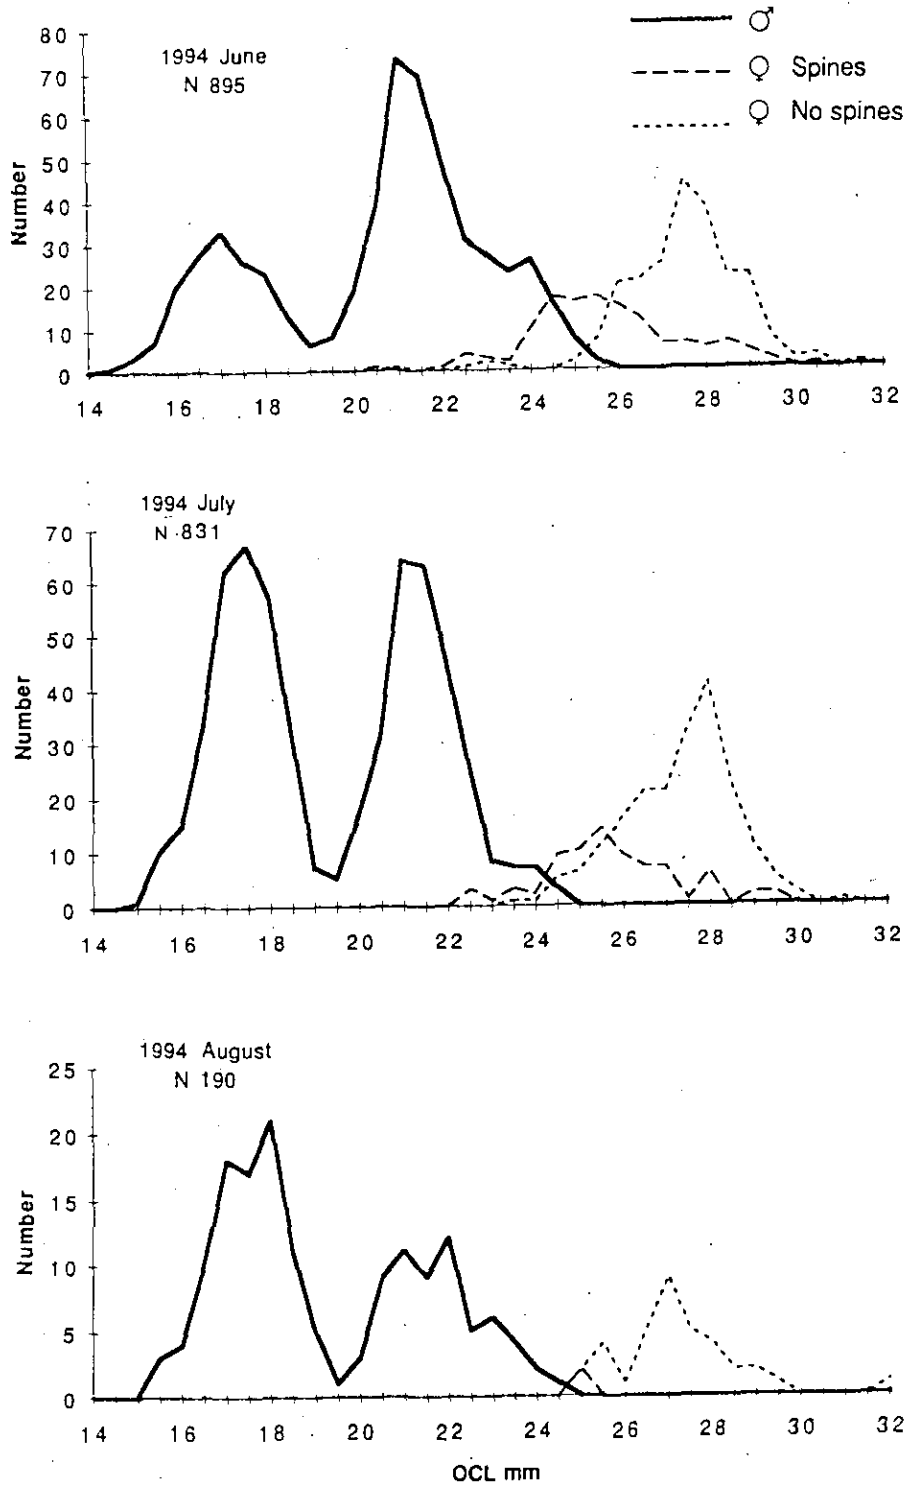 ♂
♀ Spines
♀ No spines
1994 June
N 895
Number
80
70
60
50
40
30
20
10
0
14 16 18 20 22 24 26 28 30 32
1994 July
N 831
Number
70
60
50
40
30
20
10
0
14 16 18 20 22 24 26 28 30 32
1994 August
N 190
Number
25
20
15
10
5
0
14 16 18 20 22 24 26 28 30 32
OCL mm